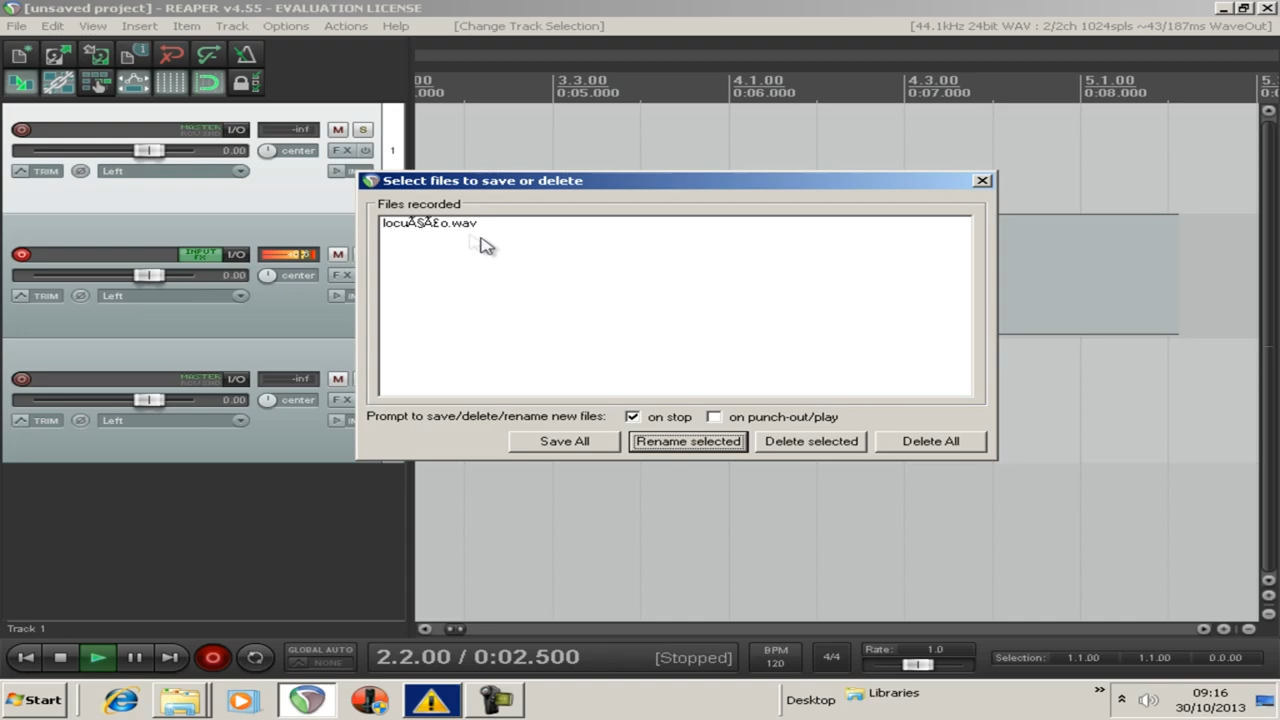 [unsaved project] - REAPER v4.55 - EVALUATION LICENSE
File Edit View Insert Item Track Options Actions Help [Change Track Selection] [44.1kHz 24bit WAV : 2/2ch 1024spls ~43/187ms WaveOut]
3.3.00 4.1.00 4.3.00 5.1.00
0:05.000 0:06.000 0:07.000 0:08.000
MASTER I/O -inf M S
0.00 center FX 1
TRIM Left
Select files to save or delete
Files recorded
locuÃ§Ã£o.wav
INPUT FX I/O M
0.00 center FX
TRIM Left
MASTER I/O -inf M
0.00 center FX
TRIM Left
Prompt to save/delete/rename new files: on stop on punch-out/play
Save All Rename selected Delete selected Delete All
Track 1
GLOBAL AUTO
NONE
2.2.00 / 0:02.500 [Stopped]
BPM
120
4/4
Rate: 1.0
Selection: 1.1.00 1.1.00 0.0.00
Start
Desktop Libraries
09:16
30/10/2013